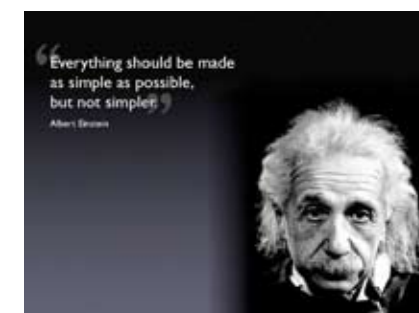 “Everything should be made
as simple as possible,
but not simpler.”
Albert Einstein